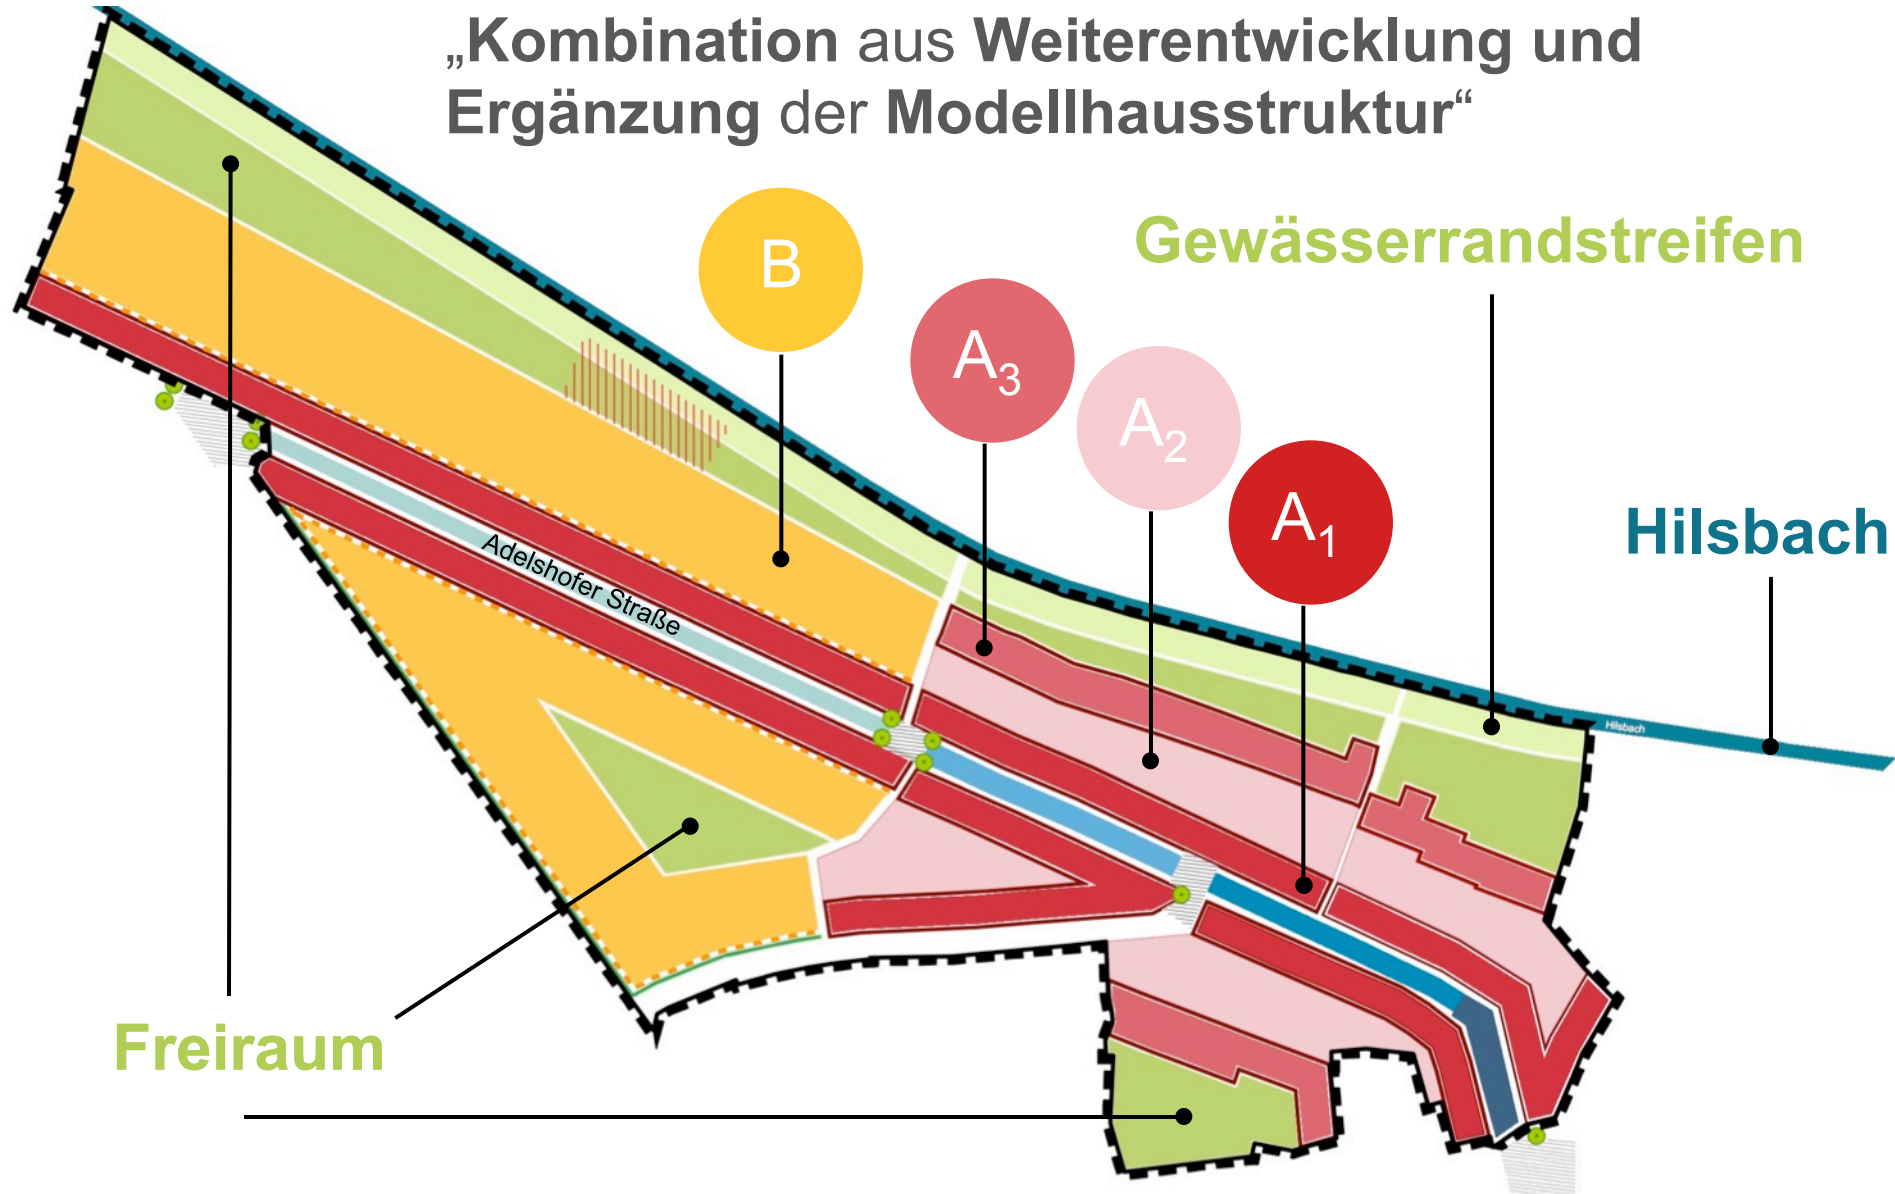 „Kombination aus Weiterentwicklung und
Ergänzung der Modellhausstruktur“
B
Gewässerrandstreifen
A₃
A₂
A₁
Hilsbach
Adelshofer Straße
Hilsbach
Freiraum